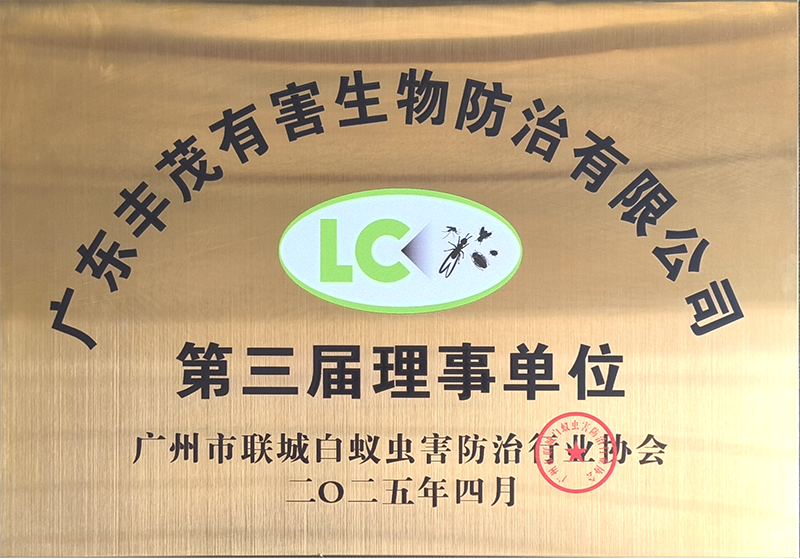 广东丰茂有害生物防治有限公司
LC
第三届理事单位
广州市联城白蚁虫害防治行业协会
二〇二五年四月